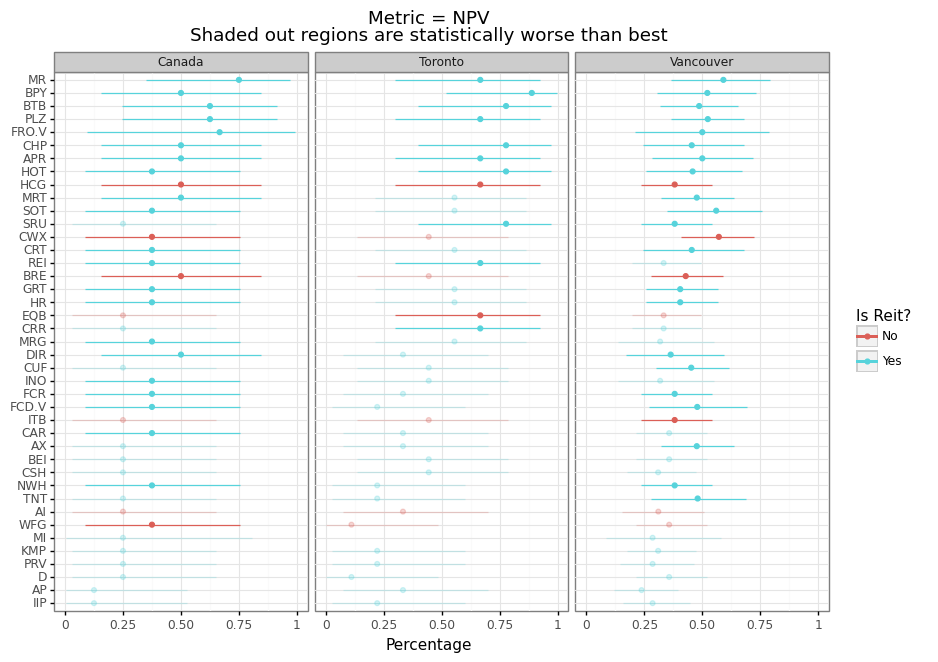 Metric = NPV
Shaded out regions are statistically worse than best
Canada
Toronto
Vancouver
MR
BPY
BTB
PLZ
FRO.V
CHP
APR
HOT
HCG
MRT
SOT
SRU
CWX
CRT
REI
BRE
GRT
HR
EQB
CRR
MRG
DIR
CUF
INO
FCR
FCD.V
ITB
CAR
AX
BEI
CSH
NWH
TNT
AI
WFG
MI
KMP
PRV
D
AP
IIP
0 0.25 0.50 0.75 1
0 0.25 0.50 0.75 1
0 0.25 0.50 0.75 1
Percentage
Is Reit?
No
Yes